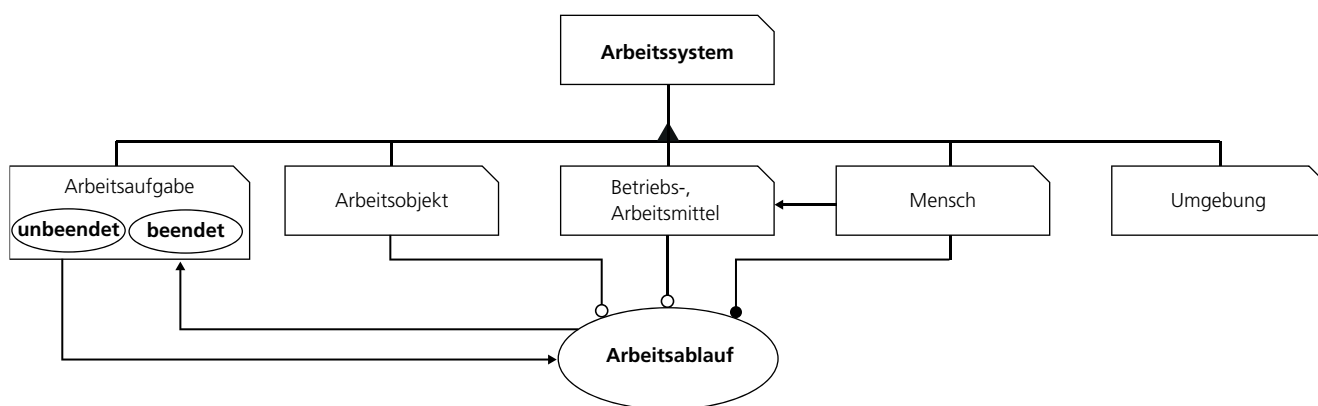 Arbeitssystem
Arbeitsaufgabe
unbeendet
beendet
Arbeitsobjekt
Betriebs-,
Arbeitsmittel
Mensch
Umgebung
Arbeitsablauf